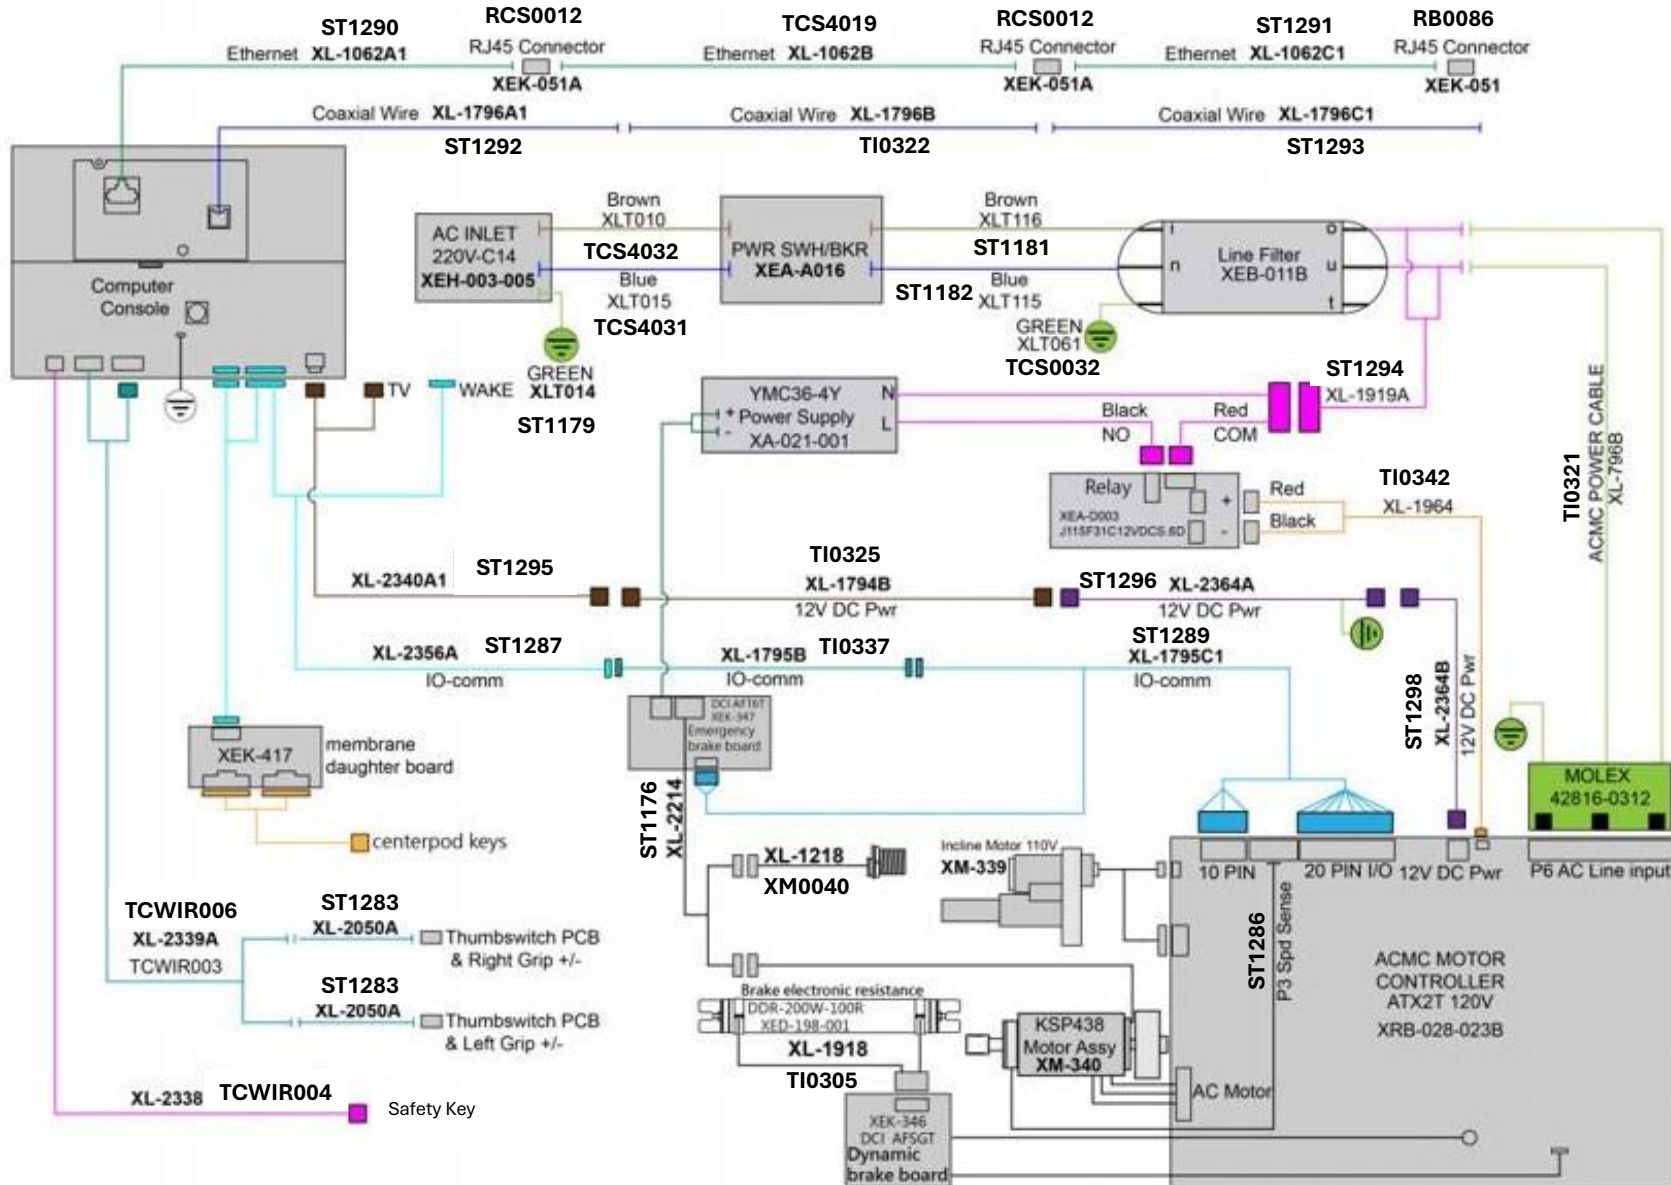 ST1290
RCS0012
TCS4019
RCS0012
ST1291
RB0086
Ethernet XL-1062A1
RJ45 Connector
Ethernet XL-1062B
RJ45 Connector
Ethernet XL-1062C1
RJ45 Connector
XEK-051A
XEK-051A
XEK-051
Coaxial Wire XL-1796A1
Coaxial Wire XL-1796B
Coaxial Wire XL-1796C1
ST1292
TI0322
ST1293
Computer
Console
AC INLET
220V-C14
XEH-003-005
Brown
XLT010
TCS4032
Blue
XLT015
TCS4031
GREEN
XLT014
ST1179
PWR SWH/BKR
XEA-A016
Brown
XLT116
ST1181
ST1182
Blue
XLT115
GREEN
XLT061
TCS0032
i
n
Line Filter
XEB-011B
o
u
t
TV
WAKE
YMC36-4Y
Power Supply
XA-021-001
+
-
N
L
Black
NO
Red
COM
ST1294
XL-1919A
Relay
XEA-D003
J115F31C12VDCS.6D
+
-
Red
Black
TI0342
XL-1964
TI0321
ACMC POWER CABLE
XL-796B
XL-2340A1
ST1295
TI0325
XL-1794B
12V DC Pwr
ST1296
XL-2364A
12V DC Pwr
XL-2356A
ST1287
IO-comm
XL-1795B
TI0337
IO-comm
ST1289
XL-1795C1
IO-comm
ST1298
XL-2364B
12V DC Pwr
DCI AFT6T
XEK-347
Emergency
brake board
XEK-417
membrane
daughter board
centerpod keys
ST1176
XL-2214
XL-1218
XM0040
Incline Motor 110V
XM-339
MOLEX
42816-0312
10 PIN
20 PIN I/O
12V DC Pwr
P6 AC Line input
ST1286
P3 Spd Sense
TCWIR006
XL-2339A
TCWIR003
ST1283
XL-2050A
Thumbswitch PCB
& Right Grip +/-
ST1283
XL-2050A
Thumbswitch PCB
& Left Grip +/-
Brake electronic resistance
DDR-200W-100R
XED-198-001
XL-1918
TI0305
KSP438
Motor Assy
XM-340
ACMC MOTOR
CONTROLLER
ATX2T 120V
XRB-028-023B
AC Motor
XL-2338
TCWIR004
Safety Key
XEK-346
DCI AFSGT
Dynamic
brake board